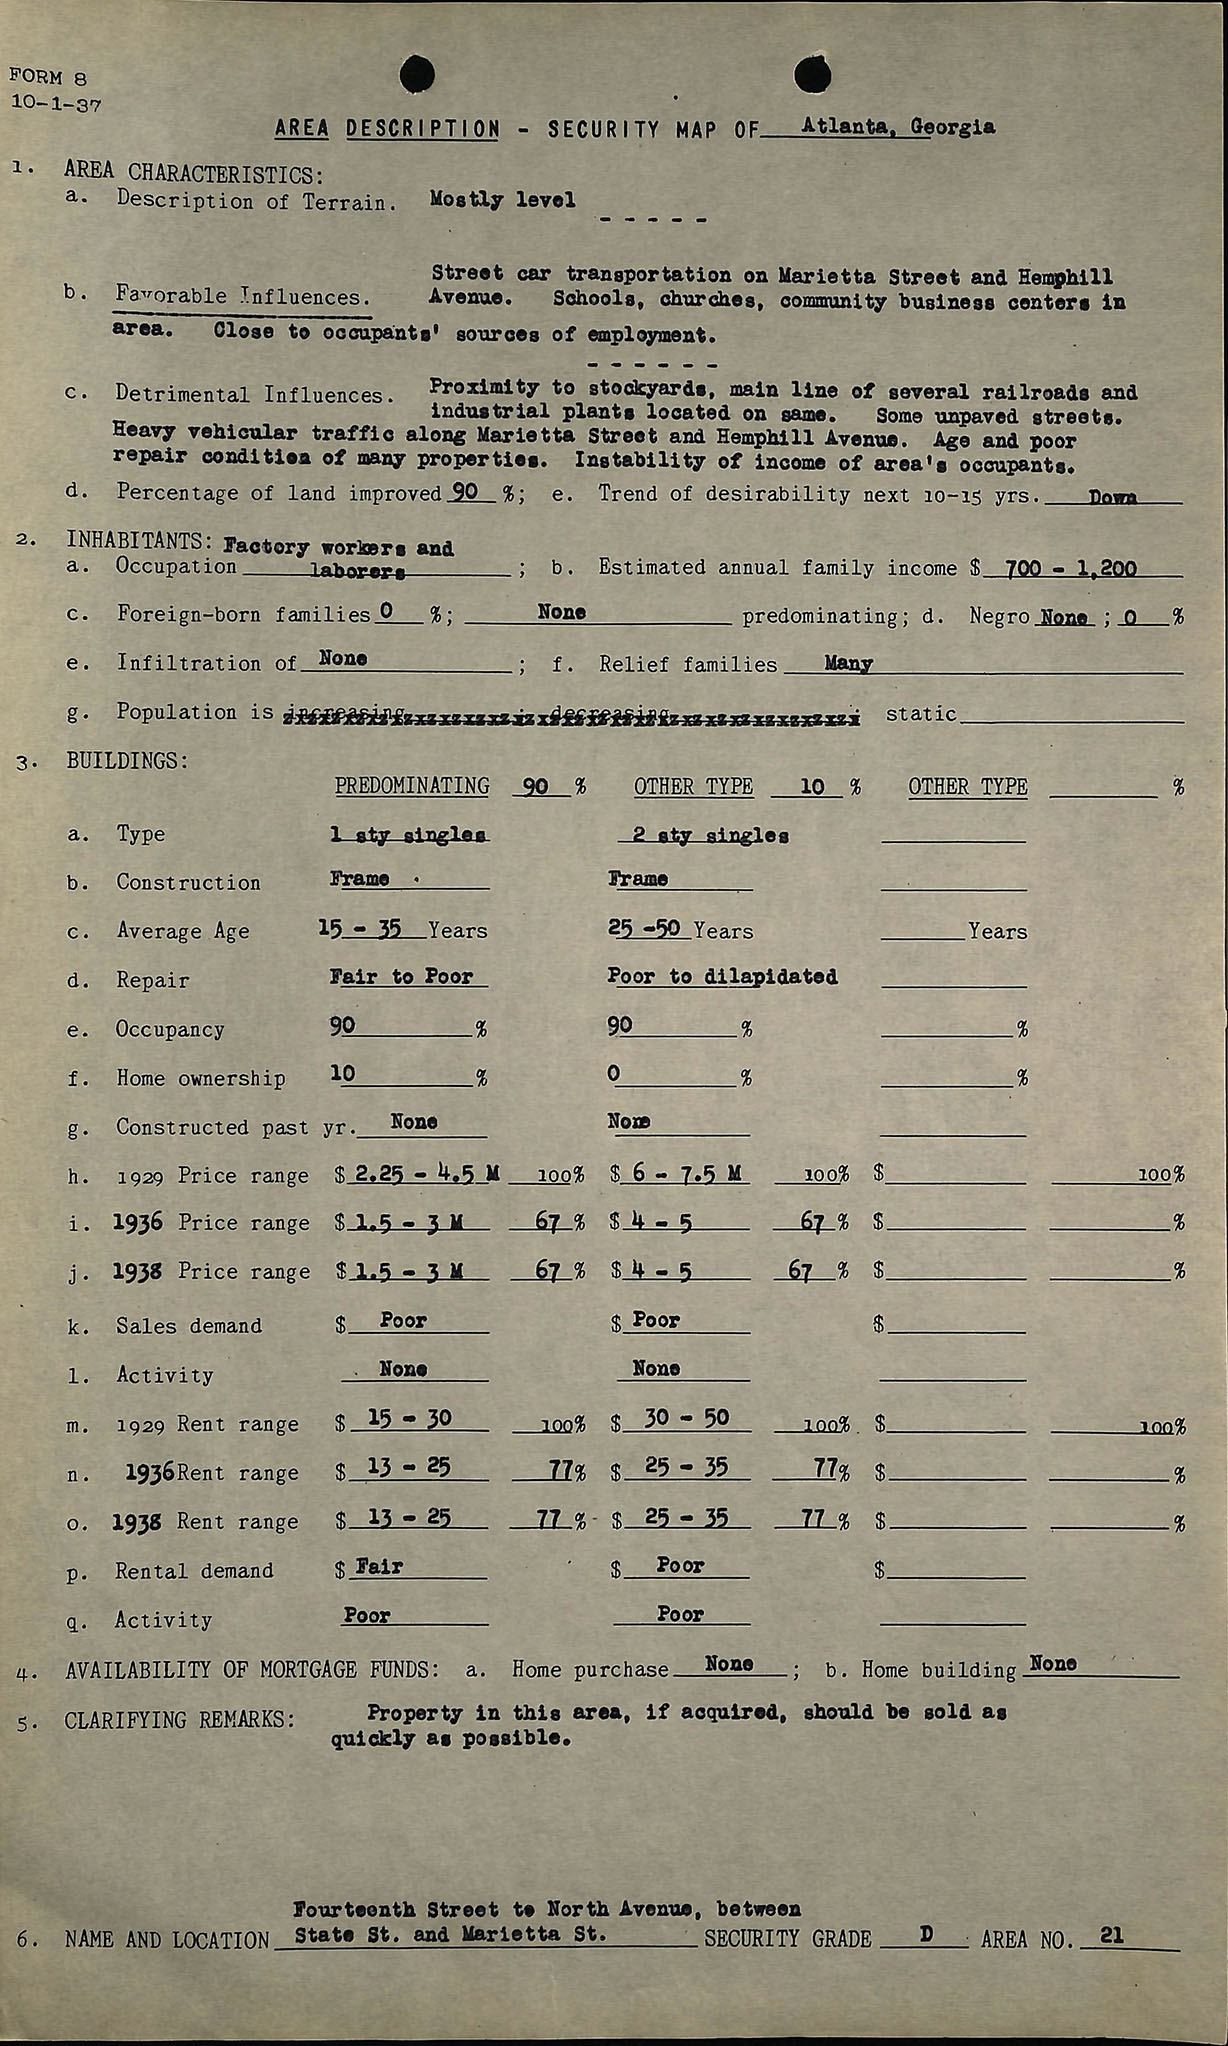 FORM 8
10-1-37
AREA DESCRIPTION - SECURITY MAP OF Atlanta, Georgia
1. AREA CHARACTERISTICS:
a. Description of Terrain. Mostly level
- - - - -
Street car transportation on Marietta Street and Hemphill
b. Favorable Influences. Avenue. Schools, churches, community business centers in
area. Close to occupants' sources of employment.
- - - - - -
c. Detrimental Influences. Proximity to stockyards, main line of several railroads and
industrial plants located on same. Some unpaved streets.
Heavy vehicular traffic along Marietta Street and Hemphill Avenue. Age and poor
repair condition of many properties. Instability of income of area's occupants.
d. Percentage of land improved 90 %; e. Trend of desirability next 10-15 yrs. Down
2. INHABITANTS: Factory workers and
a. Occupation laborers ; b. Estimated annual family income $ 700 - 1,200
c. Foreign-born families 0 %; None predominating; d. Negro None ; 0 %
e. Infiltration of None ; f. Relief families Many
g. Population is increasing ; decreasing ; static
3. BUILDINGS:
PREDOMINATING 90 % OTHER TYPE 10 % OTHER TYPE %
a. Type 1 sty singles 2 sty singles
b. Construction Frame Frame
c. Average Age 15 - 35 Years 25 -50 Years Years
d. Repair Fair to Poor Poor to dilapidated
e. Occupancy 90 % 90 % %
f. Home ownership 10 % 0 % %
g. Constructed past yr. None None
h. 1929 Price range $ 2.25 - 4.5 M 100% $ 6 - 7.5 M 100% $ 100%
i. 1936 Price range $ 1.5 - 3 M 67 % $ 4 - 5 67 % $ %
j. 1938 Price range $ 1.5 - 3 M 67 % $ 4 - 5 67 % $ %
k. Sales demand $ Poor $ Poor $
l. Activity None None
m. 1929 Rent range $ 15 - 30 100% $ 30 - 50 100% $ 100%
n. 1936 Rent range $ 13 - 25 77% $ 25 - 35 77% $ %
o. 1938 Rent range $ 13 - 25 77 % $ 25 - 35 77 % $ %
p. Rental demand $ Fair $ Poor $
q. Activity Poor Poor
4. AVAILABILITY OF MORTGAGE FUNDS: a. Home purchase None ; b. Home building None
5. CLARIFYING REMARKS: Property in this area, if acquired, should be sold as
quickly as possible.
Fourteenth Street to North Avenue, between
6. NAME AND LOCATION State St. and Marietta St. SECURITY GRADE D AREA NO. 21